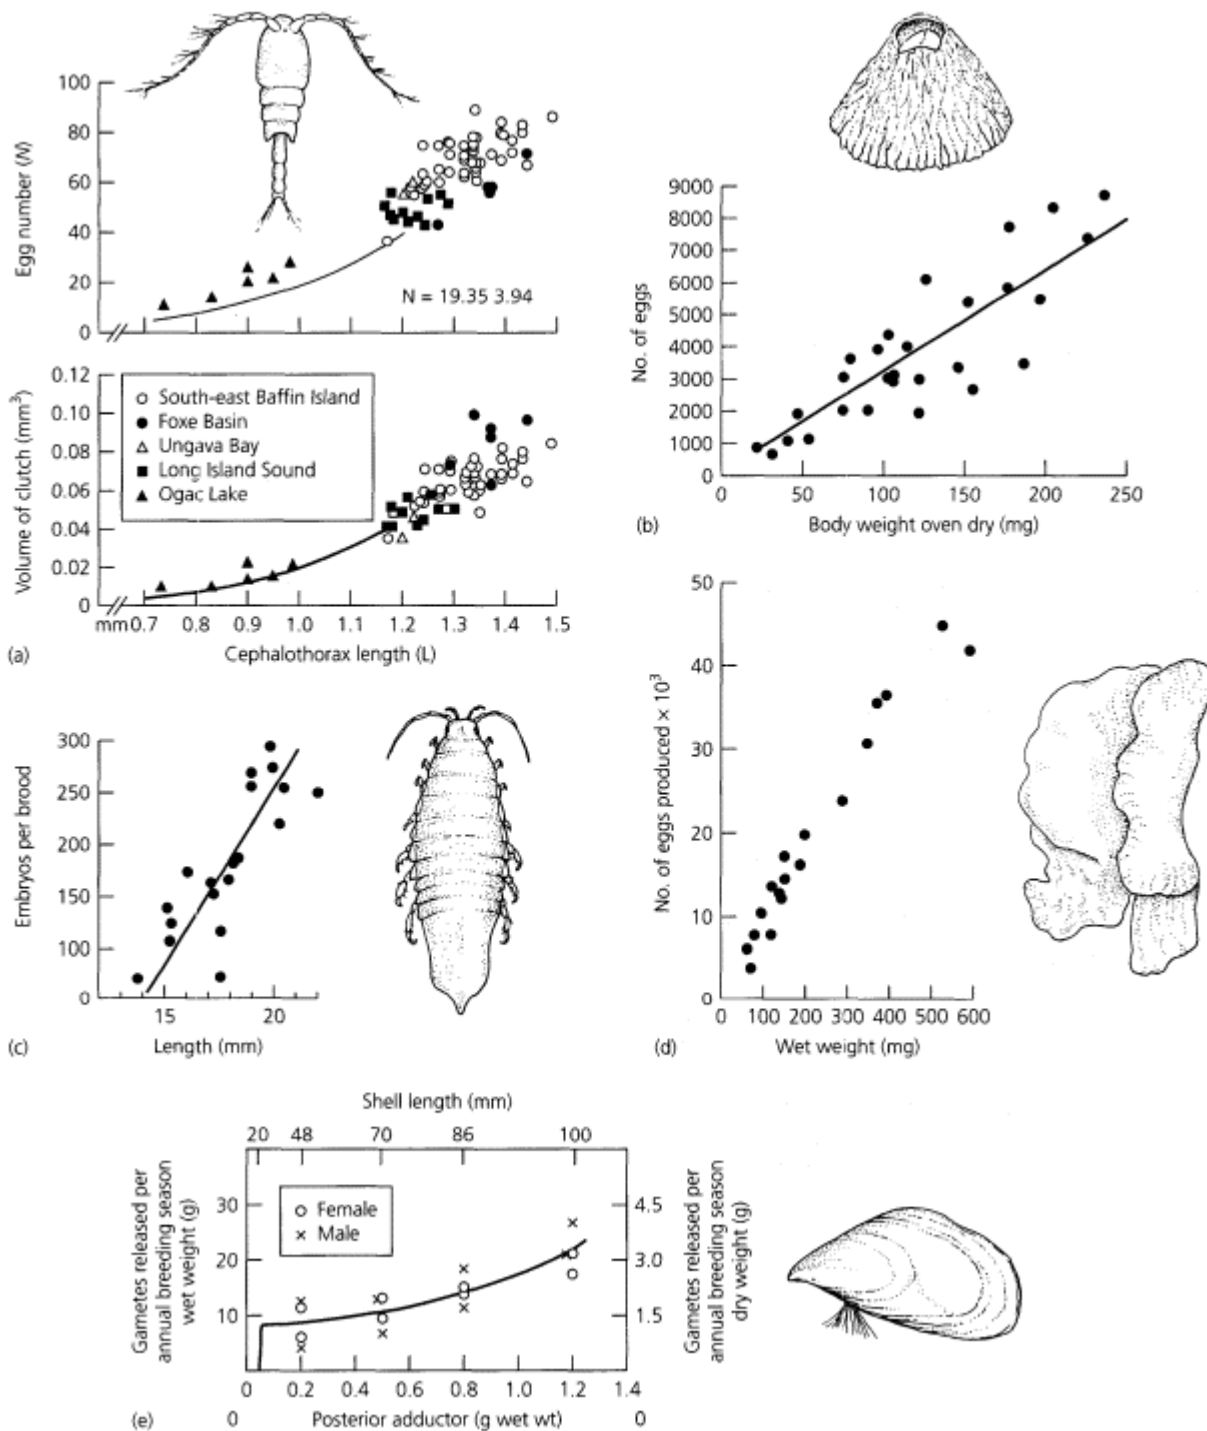 100
80
60
40
20
0
Egg number (N)
N = 19.35 3.94
0.12
0.10
0.08
0.06
0.04
0.02
0
Volume of clutch (mm³)
South-east Baffin Island
Foxe Basin
Ungava Bay
Long Island Sound
Ogac Lake
mm 0.7 0.8 0.9 1.0 1.1 1.2 1.3 1.4 1.5
(a) Cephalothorax length (L)
9000
8000
7000
6000
5000
4000
3000
2000
1000
0
No. of eggs
0 50 100 150 200 250
(b) Body weight oven dry (mg)
300
250
200
150
100
0
Embryos per brood
15 20
(c) Length (mm)
50
40
30
20
10
0
No. of eggs produced × 10³
0 100 200 300 400 500 600
(d) Wet weight (mg)
Shell length (mm)
20 48 70 86 100
Gametes released per
annual breeding season
wet weight (g)
30
20
10
Female
Male
4.5
3.0
1.5
0
Gametes released per
annual breeding season
dry weight (g)
0 0.2 0.4 0.6 0.8 1.0 1.2 1.4
(e) 0 Posterior adductor (g wet wt) 0